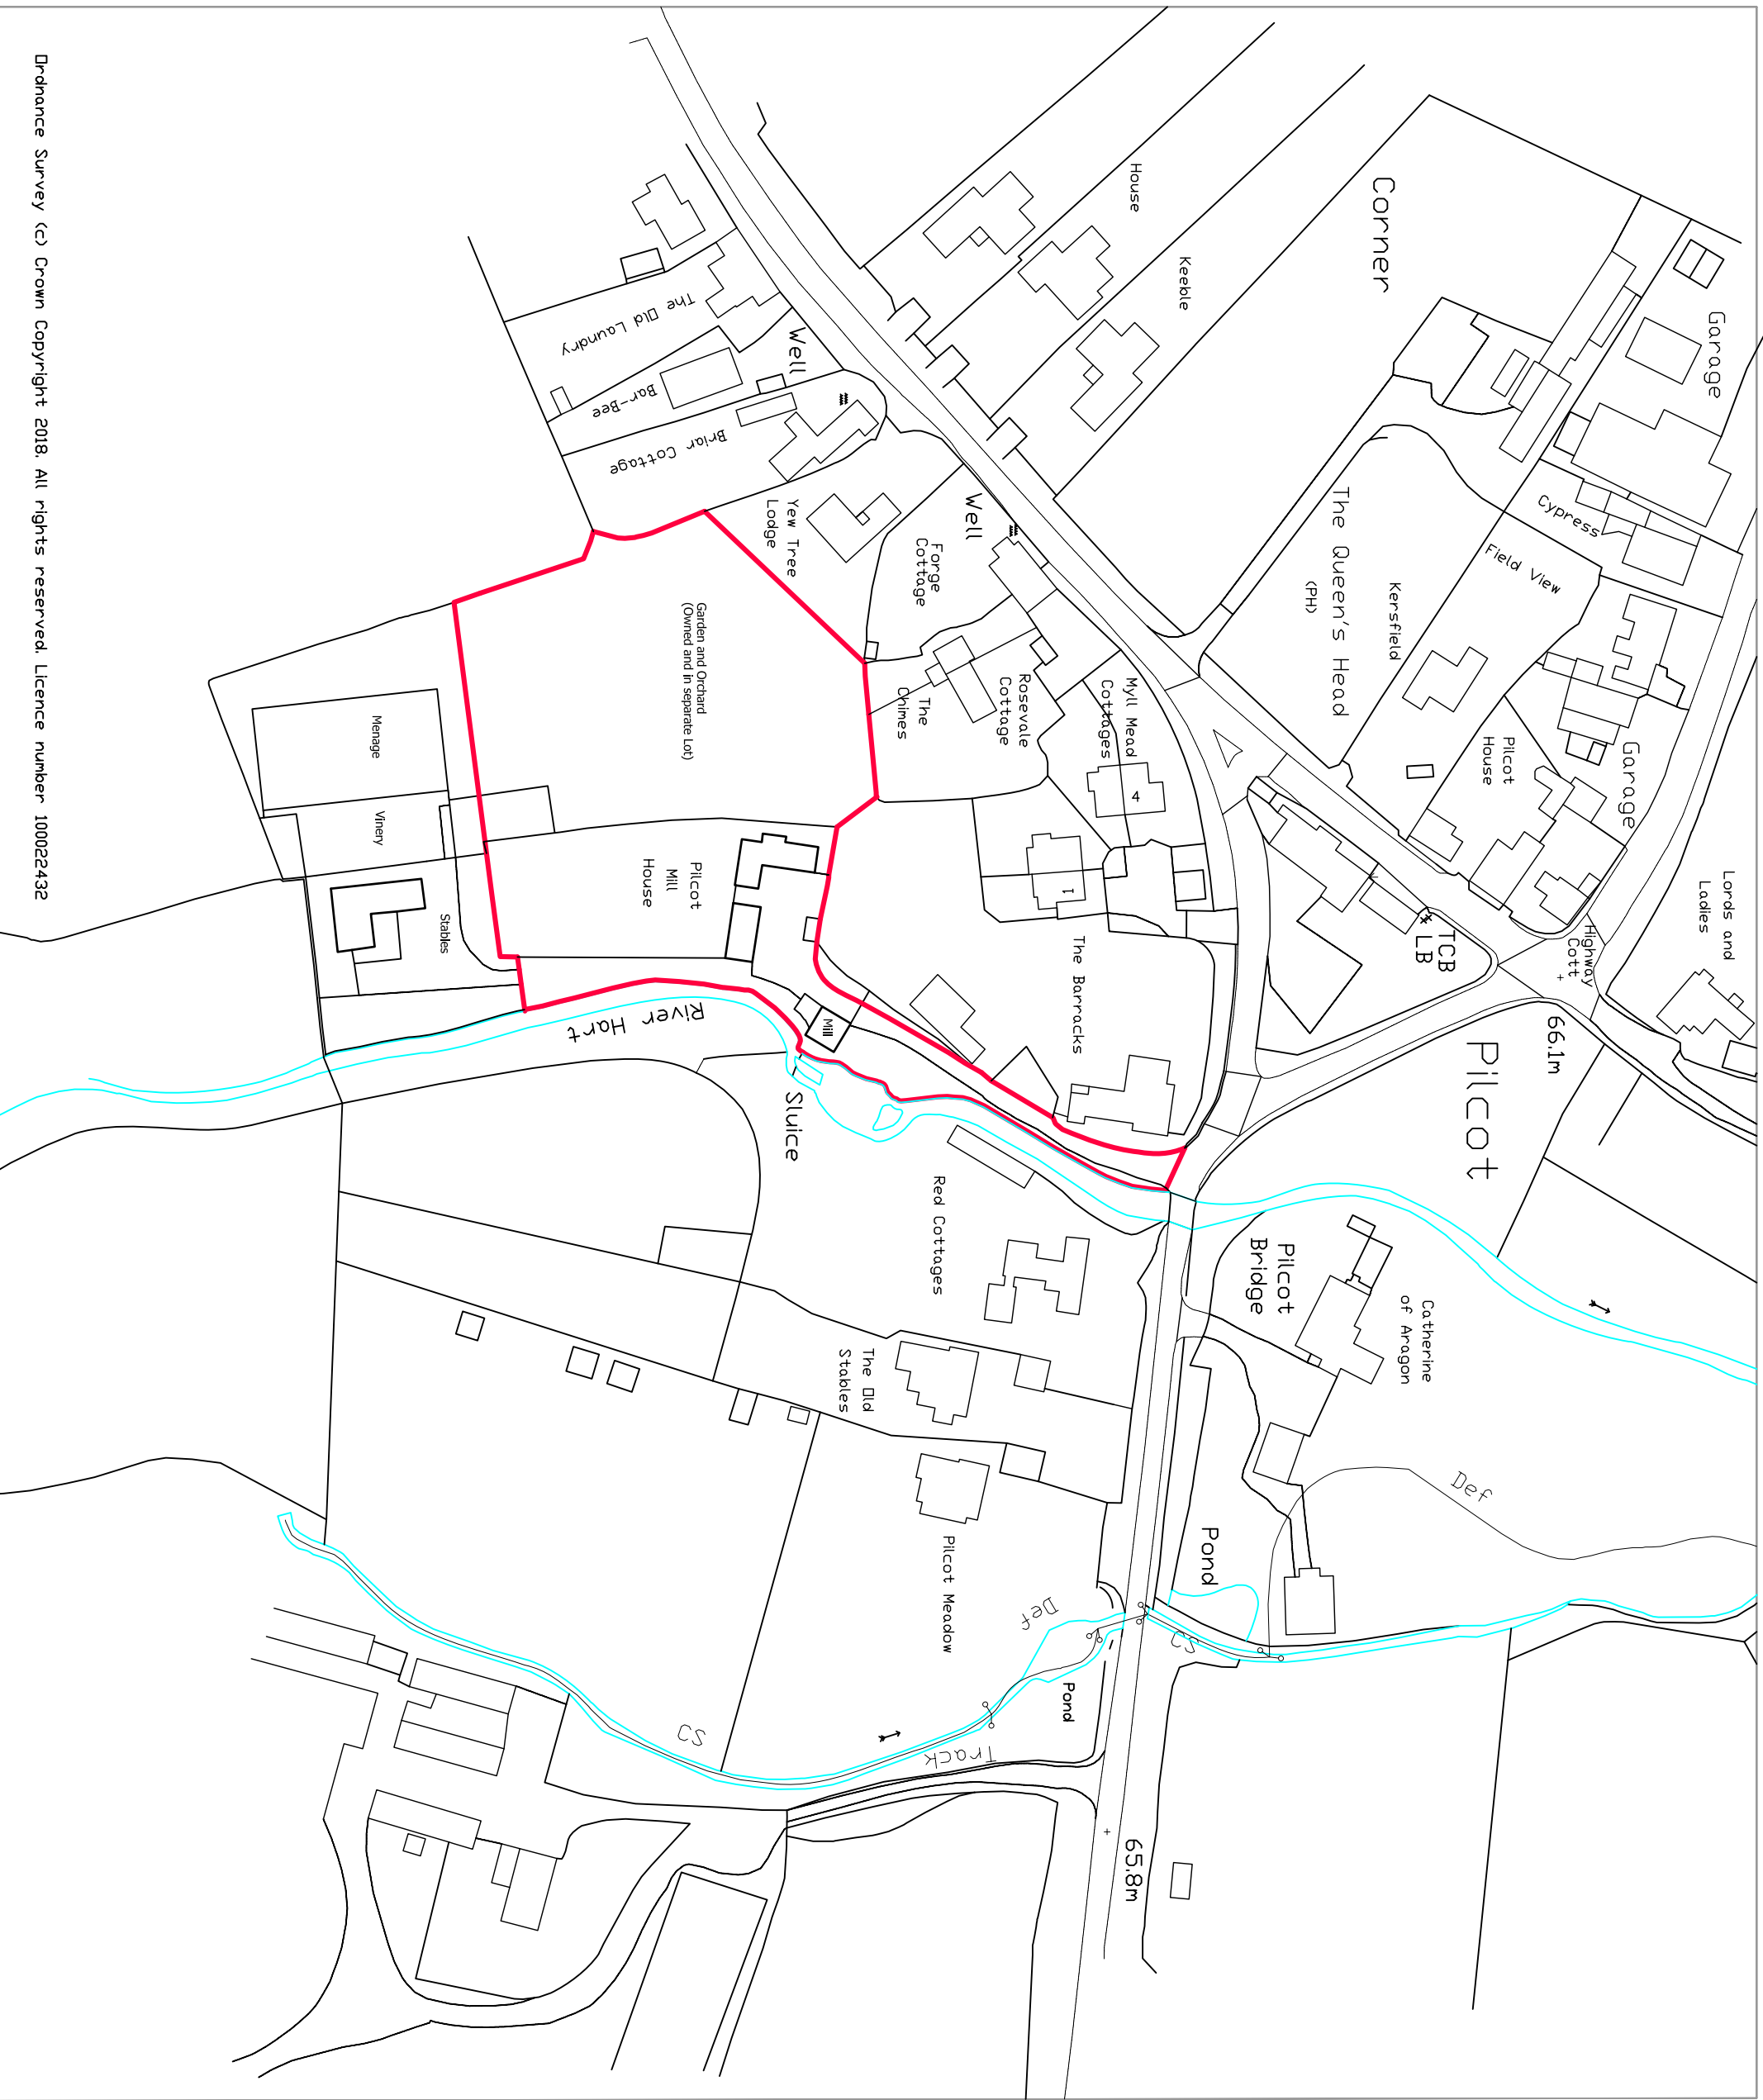 Corner
House
Keeble
Garage
The Old Laundry
Well
Bar-Bee
Briar Cottage
Yew Tree
Lodge
Forge
Cottage
Well
The Queen's Head
(PH)
Cypress
Field View
Kersfield
Pilcot
House
Garage
Lords and
Ladies
Highway
Cott
TCB
LB
66.1m
Pilcot
Rosevale
Cottage
The
Chimes
Myll Mead
Cottages
4
1
The Barracks
Garden and Orchard
(Owned and in separate Lot)
Menage
Vinery
Stables
Pilcot
Mill
House
Mill
River Hart
Sluice
Red Cottages
Pilcot
Bridge
Catherine
of Aragon
The Old
Stables
Pilcot Meadow
Pond
Def
Def
CS
Pond
Track
CS
65.8m
Ordnance Survey (c) Crown Copyright 2018. All rights reserved. Licence number 100022432